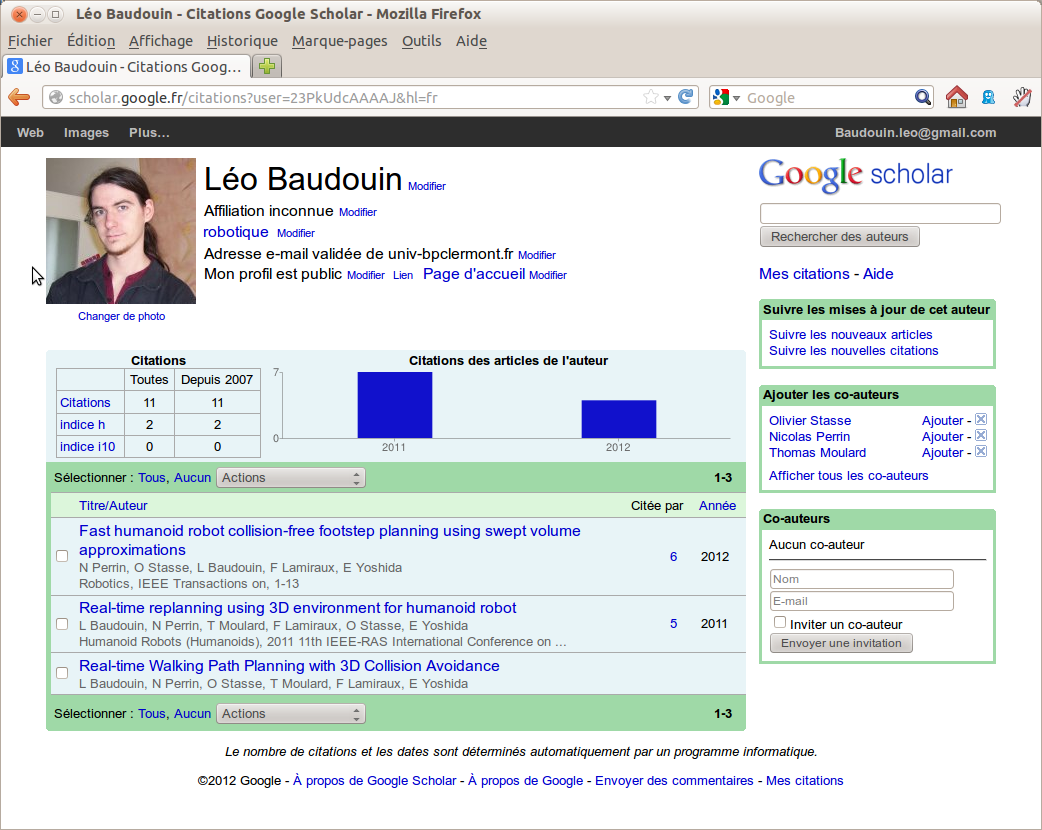 Léo Baudouin - Citations Google Scholar - Mozilla Firefox
Fichier Édition Affichage Historique Marque-pages Outils Aide
Léo Baudouin - Citations Goog...
scholar.google.fr/citations?user=23PkUdcAAAAJ&hl=fr
Google
Web Images Plus...
Baudouin.leo@gmail.com
Léo Baudouin Modifier
Affiliation inconnue Modifier
robotique Modifier
Adresse e-mail validée de univ-bpclermont.fr Modifier
Mon profil est public Modifier Lien Page d'accueil Modifier
Changer de photo
Google scholar
Rechercher des auteurs
Mes citations - Aide
Suivre les mises à jour de cet auteur
Suivre les nouveaux articles
Suivre les nouvelles citations
Ajouter les co-auteurs
Olivier Stasse Ajouter -
Nicolas Perrin Ajouter -
Thomas Moulard Ajouter -
Afficher tous les co-auteurs
Co-auteurs
Aucun co-auteur
Nom
E-mail
Inviter un co-auteur
Envoyer une invitation
Citations
Toutes Depuis 2007
Citations 11 11
indice h 2 2
indice i10 0 0
Citations des articles de l'auteur
7
0
2011 2012
Sélectionner : Tous, Aucun Actions 1-3
Titre/Auteur Citée par Année
Fast humanoid robot collision-free footstep planning using swept volume
approximations
N Perrin, O Stasse, L Baudouin, F Lamiraux, E Yoshida
Robotics, IEEE Transactions on, 1-13
6 2012
Real-time replanning using 3D environment for humanoid robot
L Baudouin, N Perrin, T Moulard, F Lamiraux, O Stasse, E Yoshida
Humanoid Robots (Humanoids), 2011 11th IEEE-RAS International Conference on ...
5 2011
Real-time Walking Path Planning with 3D Collision Avoidance
L Baudouin, N Perrin, O Stasse, T Moulard, F Lamiraux, E Yoshida
Sélectionner : Tous, Aucun Actions 1-3
Le nombre de citations et les dates sont déterminés automatiquement par un programme informatique.
©2012 Google - À propos de Google Scholar - À propos de Google - Envoyer des commentaires - Mes citations